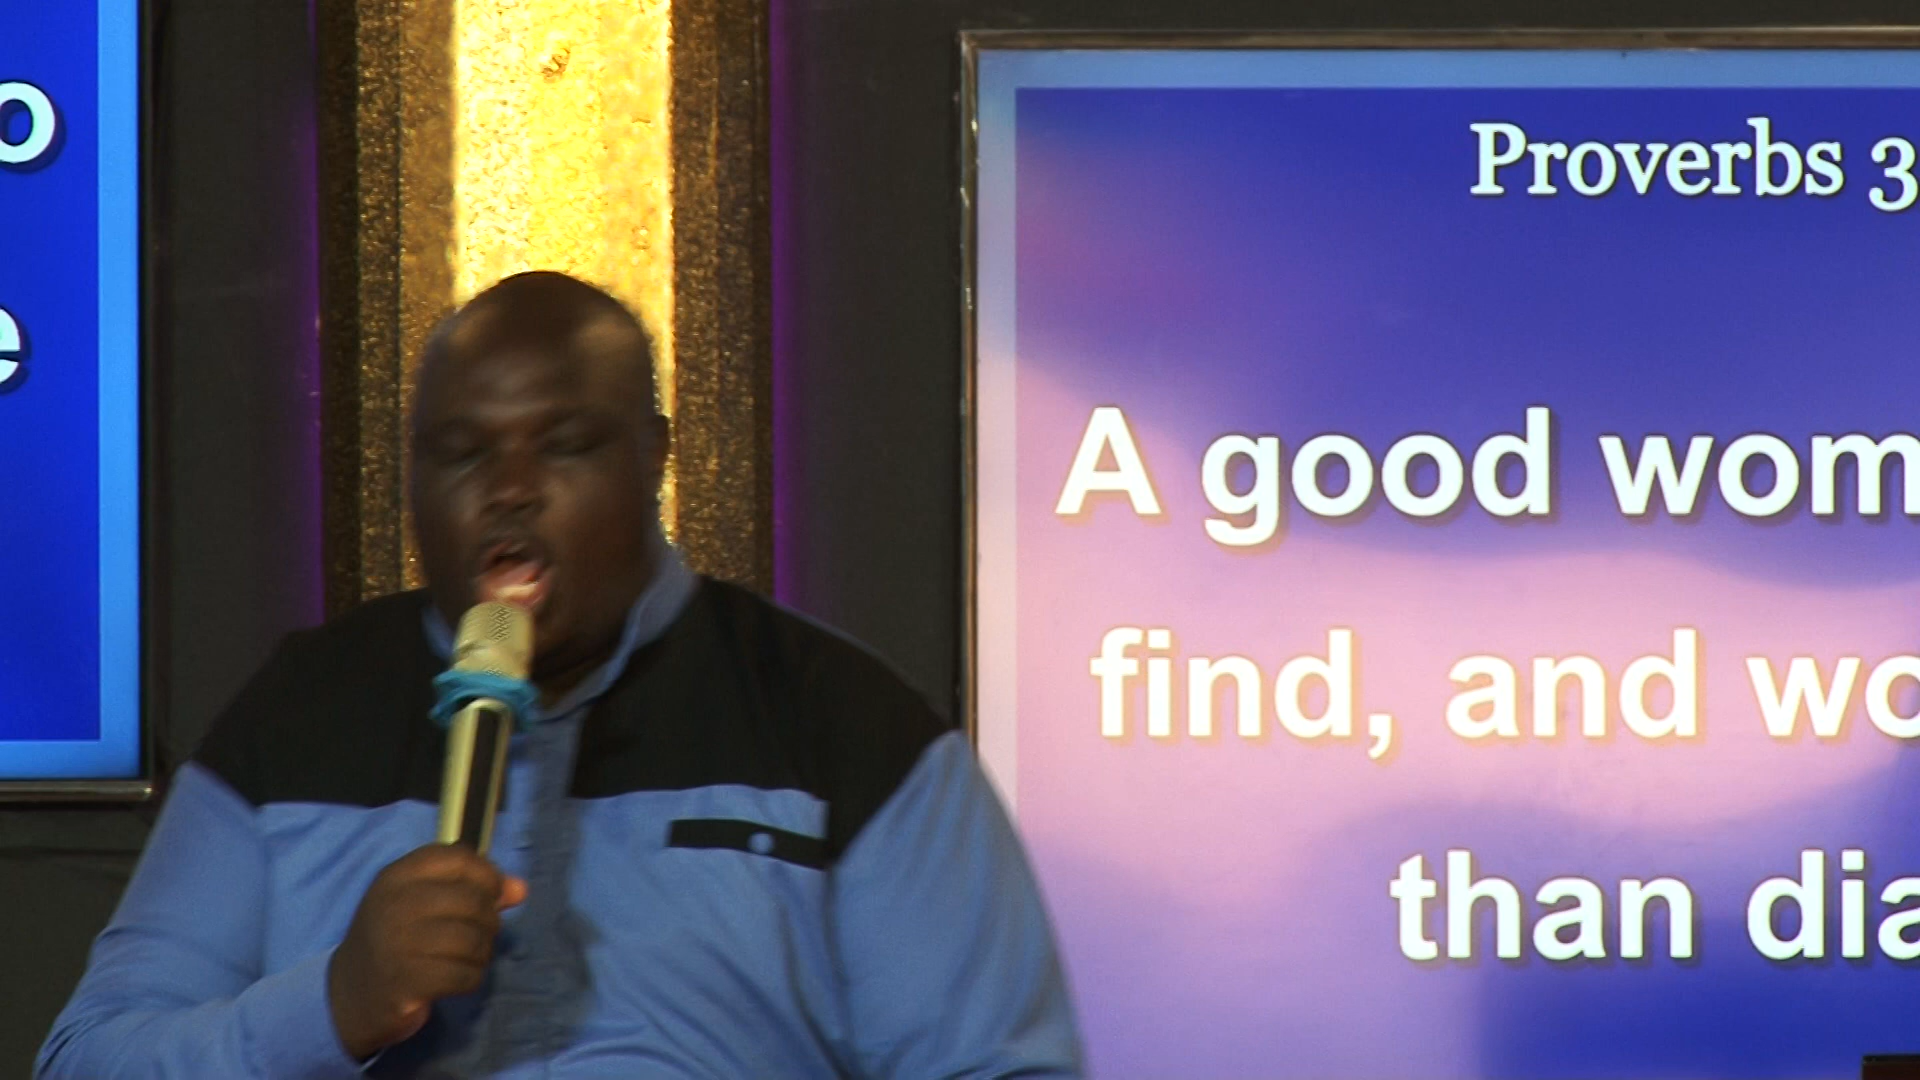 o
e
Proverbs 3
A good wom
find, and wo
than dia